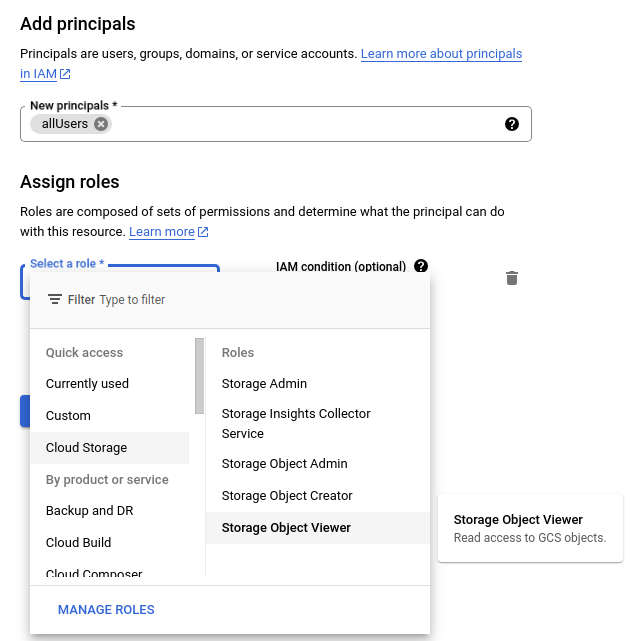 Add principals
Principals are users, groups, domains, or service accounts. Learn more about principals
in IAM
New principals *
allUsers
Assign roles
Roles are composed of sets of permissions and determine what the principal can do
with this resource. Learn more
Select a role *
IAM condition (optional)
Filter Type to filter
Quick access
Currently used
Custom
Cloud Storage
By product or service
Backup and DR
Cloud Build
Cloud Composer
Roles
Storage Admin
Storage Insights Collector
Service
Storage Object Admin
Storage Object Creator
Storage Object Viewer
Storage Object Viewer
Read access to GCS objects.
MANAGE ROLES